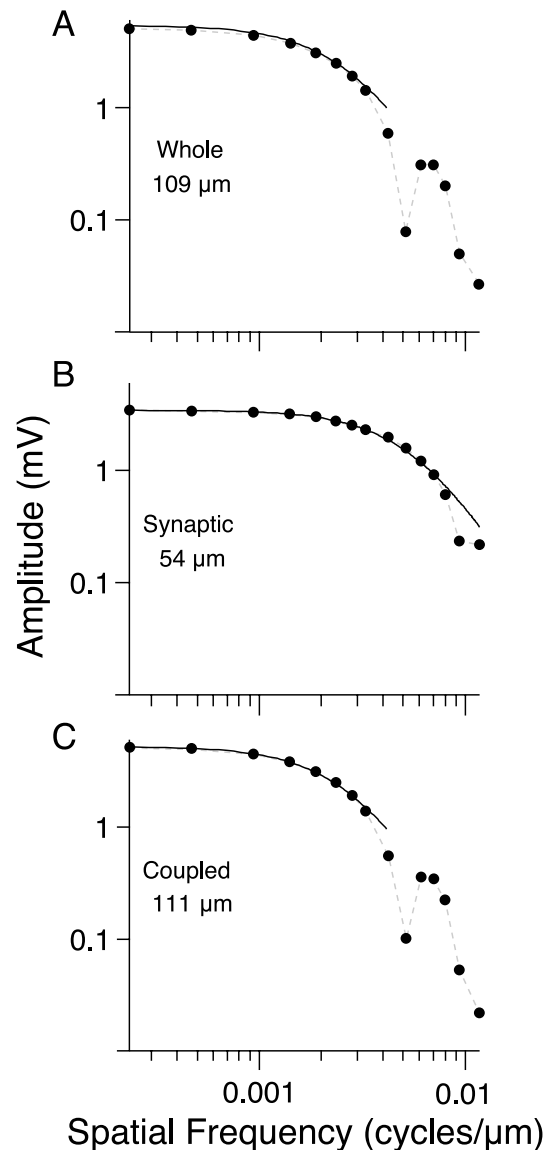 A
1
Whole
109 µm
0.1
B
1
Synaptic
54 µm
0.1
Amplitude (mV)
C
1
Coupled
111 µm
0.1
0.001
0.01
Spatial Frequency (cycles/µm)